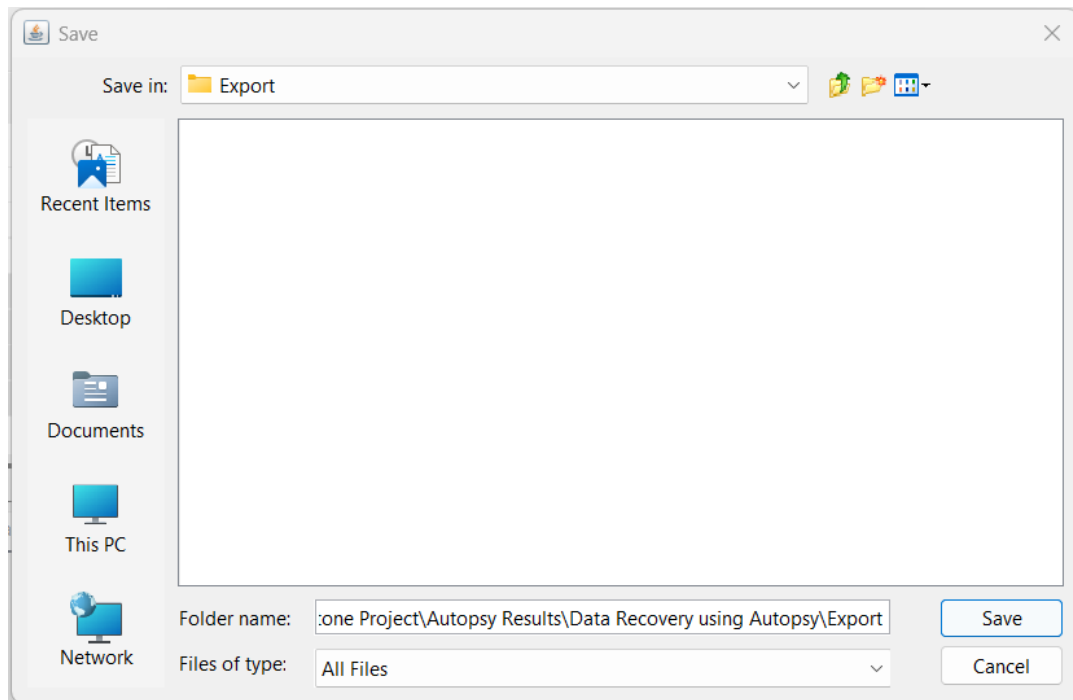 Save
Save in: Export
Recent Items
Desktop
Documents
This PC
Network
Folder name: :one Project\Autopsy Results\Data Recovery using Autopsy\Export Save
Files of type: All Files Cancel